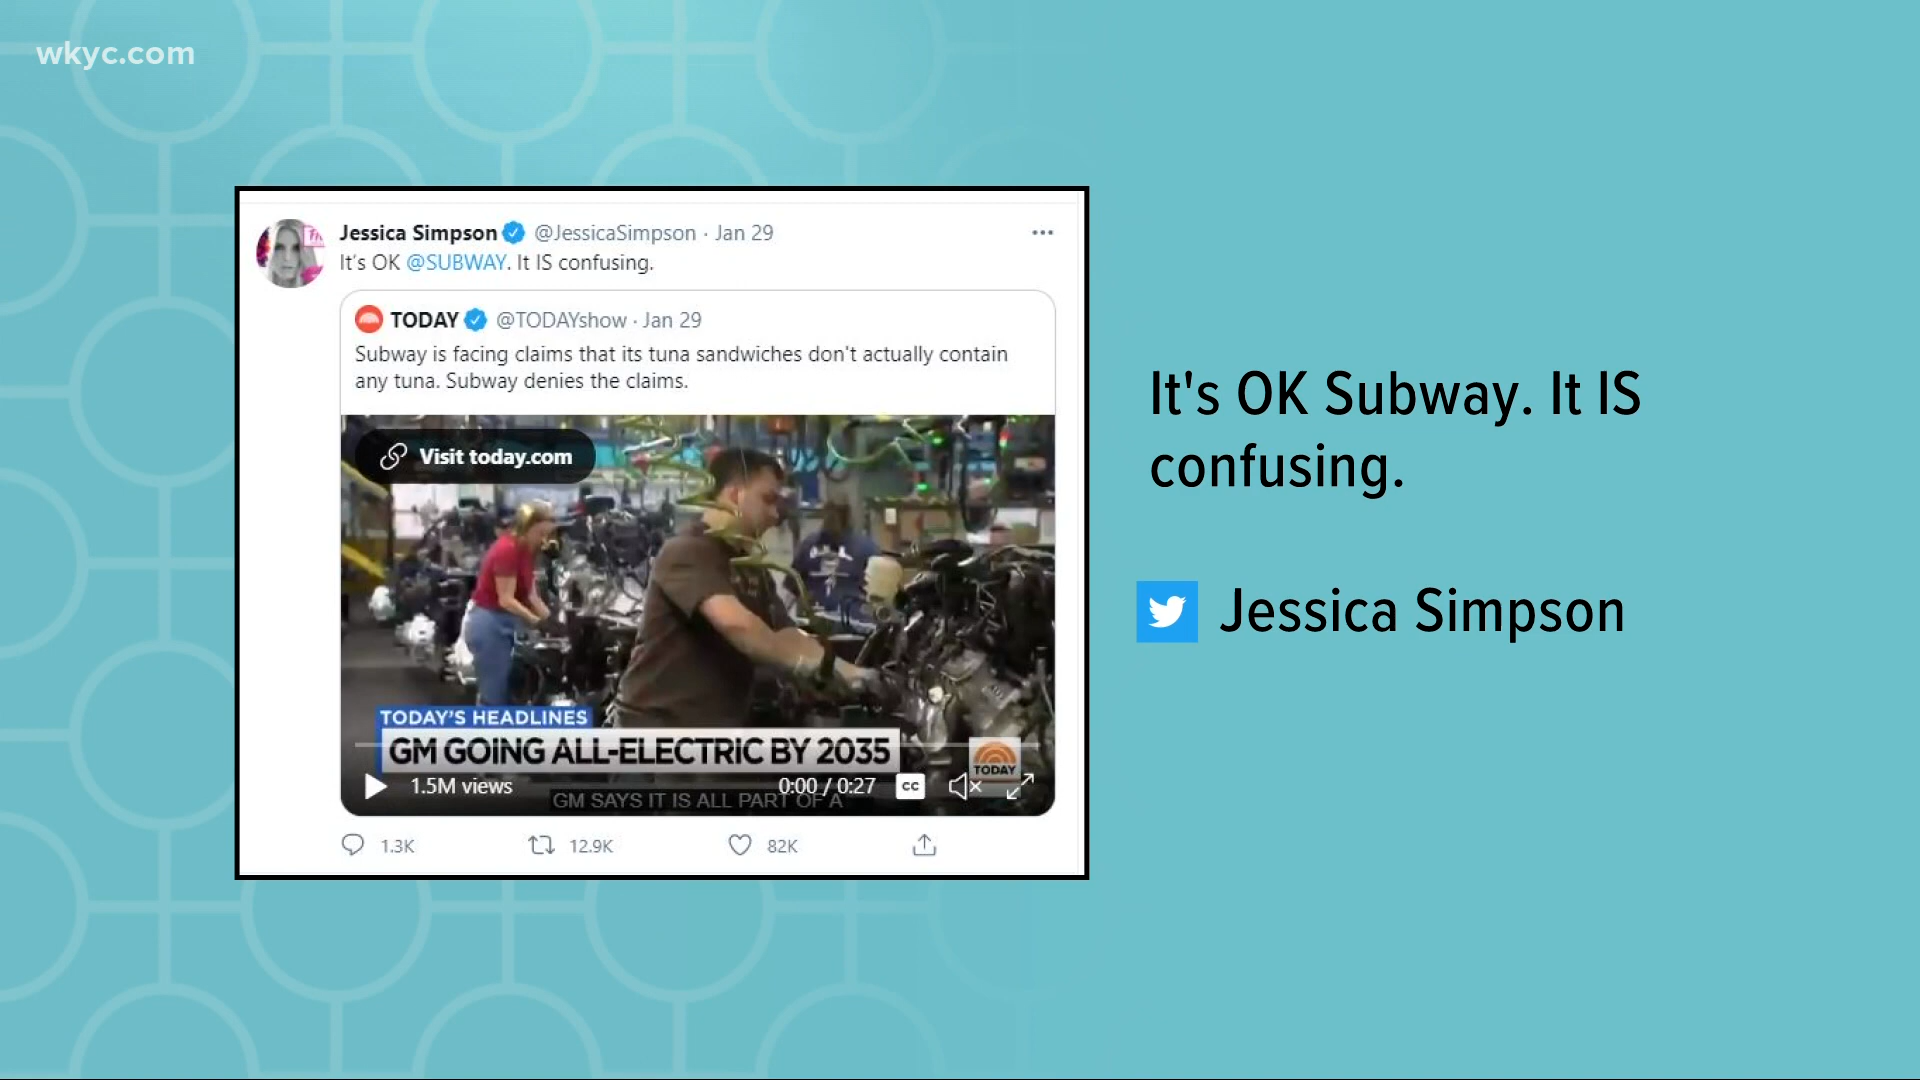 wkyc.com
Jessica Simpson @JessicaSimpson · Jan 29
It's OK @SUBWAY. It IS confusing.
TODAY @TODAYshow · Jan 29
Subway is facing claims that its tuna sandwiches don't actually contain
any tuna. Subway denies the claims.
Visit today.com
TODAY'S HEADLINES
GM GOING ALL-ELECTRIC BY 2035
TODAY
1.5M views
0:00 / 0:27
CC
GM SAYS IT IS ALL PART OF A
1.3K
12.9K
82K
It's OK Subway. It IS
confusing.
Jessica Simpson